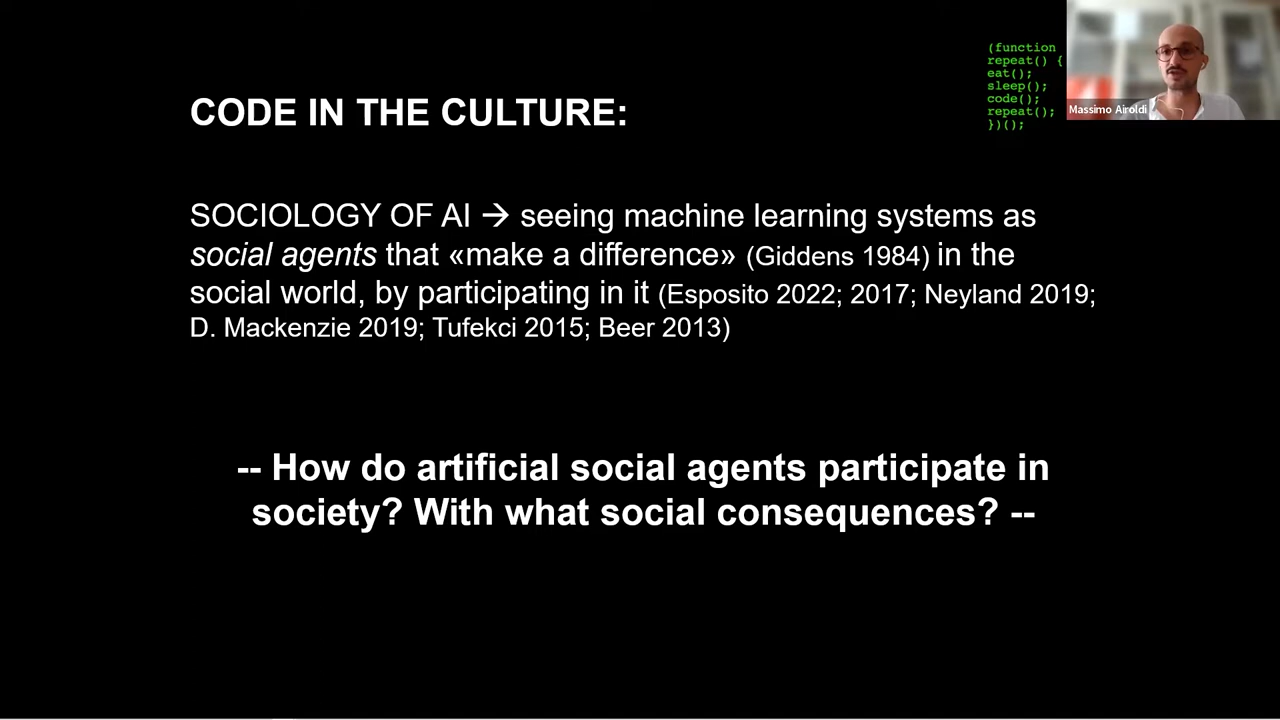 (function
repeat() {
eat();
sleep();
code();
repeat();
})();
Massimo Airoldi
CODE IN THE CULTURE:
SOCIOLOGY OF AI → seeing machine learning systems as
social agents that «make a difference» (Giddens 1984) in the
social world, by participating in it (Esposito 2022; 2017; Neyland 2019;
D. Mackenzie 2019; Tufekci 2015; Beer 2013)
-- How do artificial social agents participate in
society? With what social consequences? --